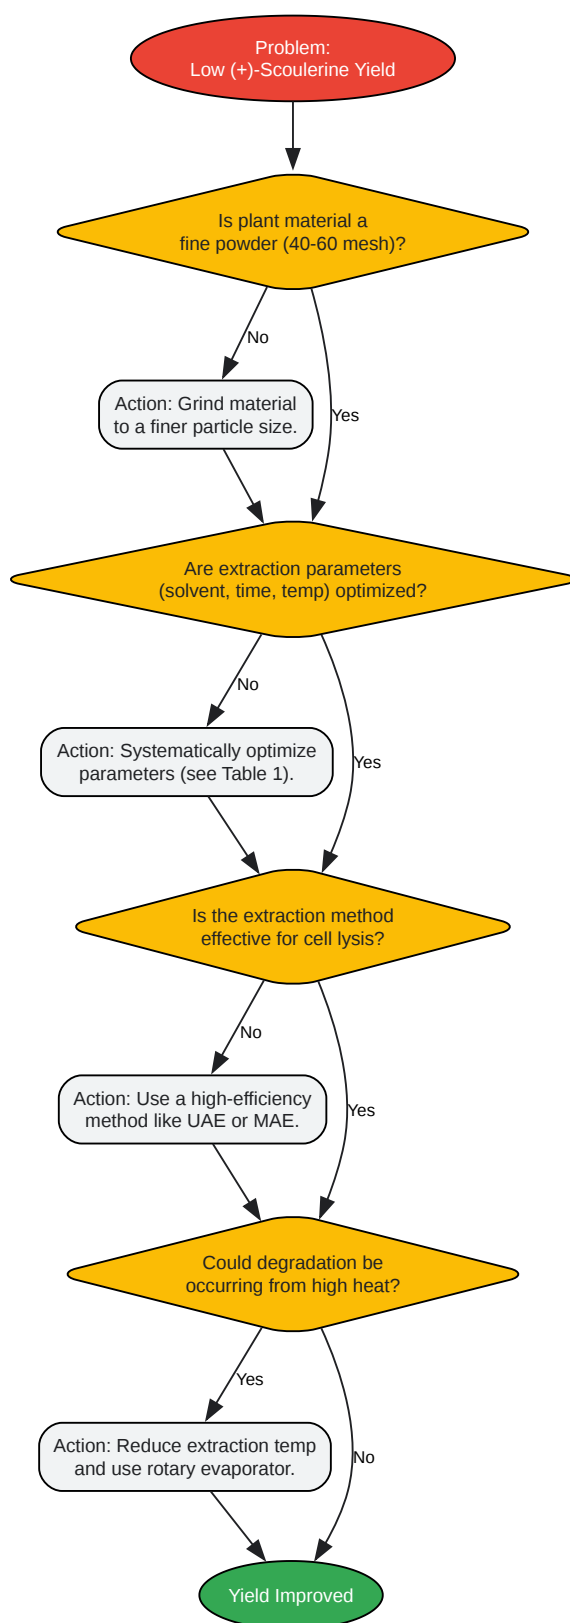 Problem:
Low (+)-Scoulerine Yield
Is plant material a
fine powder (40-60 mesh)?
No
Action: Grind material
to a finer particle size.
Yes
Are extraction parameters
(solvent, time, temp) optimized?
No
Action: Systematically optimize
parameters (see Table 1).
Yes
Is the extraction method
effective for cell lysis?
No
Action: Use a high-efficiency
method like UAE or MAE.
Yes
Could degradation be
occurring from high heat?
Yes
Action: Reduce extraction temp
and use rotary evaporator.
No
Yield Improved